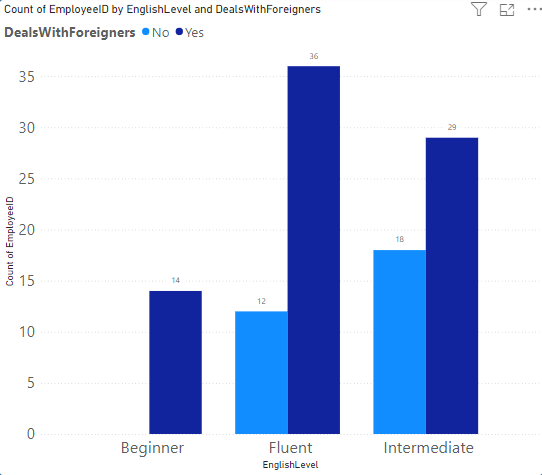 Count of EmployeeID by EnglishLevel and DealsWithForeigners
DealsWithForeigners No Yes
35
30
25
20
15
10
5
0
Count of EmployeeID
14
12
36
18
29
Beginner Fluent Intermediate
EnglishLevel